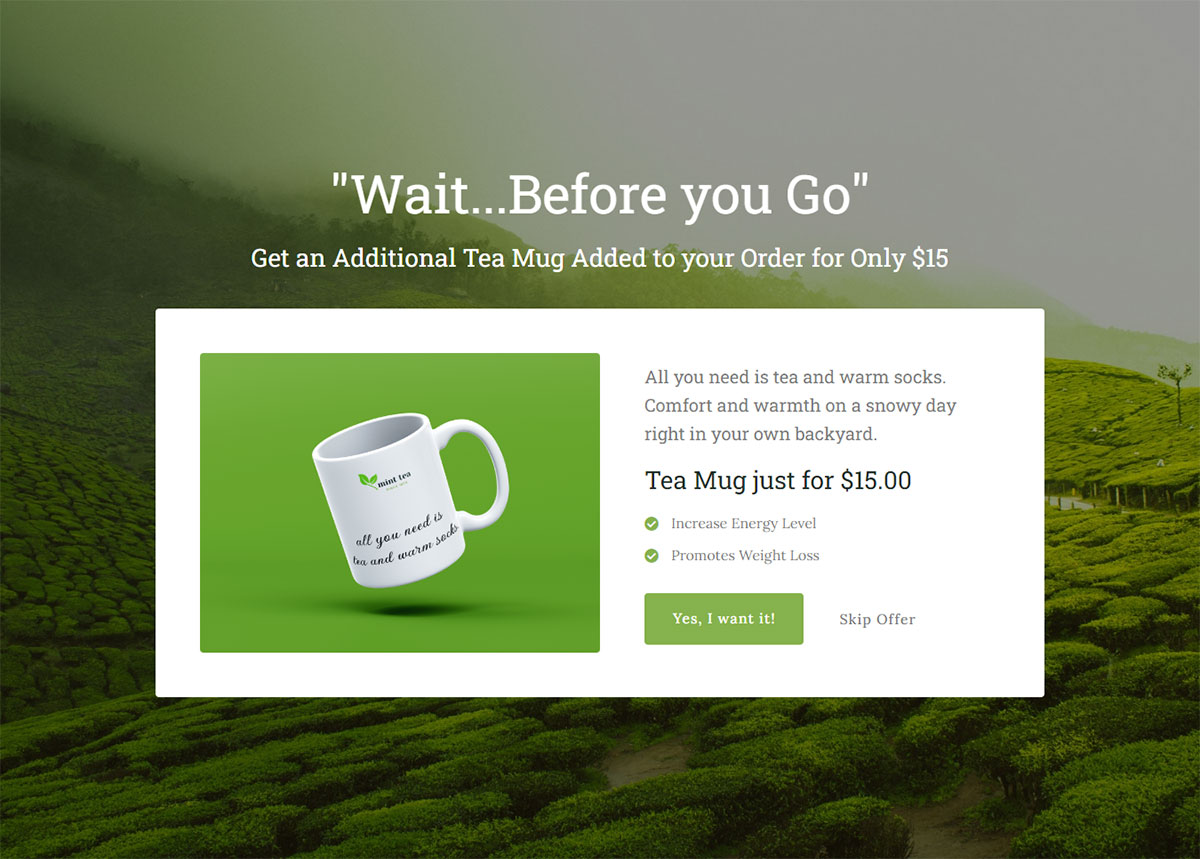 "Wait...Before you Go"
Get an Additional Tea Mug Added to your Order for Only $15
mint tea
all you need is
tea and warm socks
All you need is tea and warm socks.
Comfort and warmth on a snowy day
right in your own backyard.
Tea Mug just for $15.00
Increase Energy Level
Promotes Weight Loss
Yes, I want it!
Skip Offer